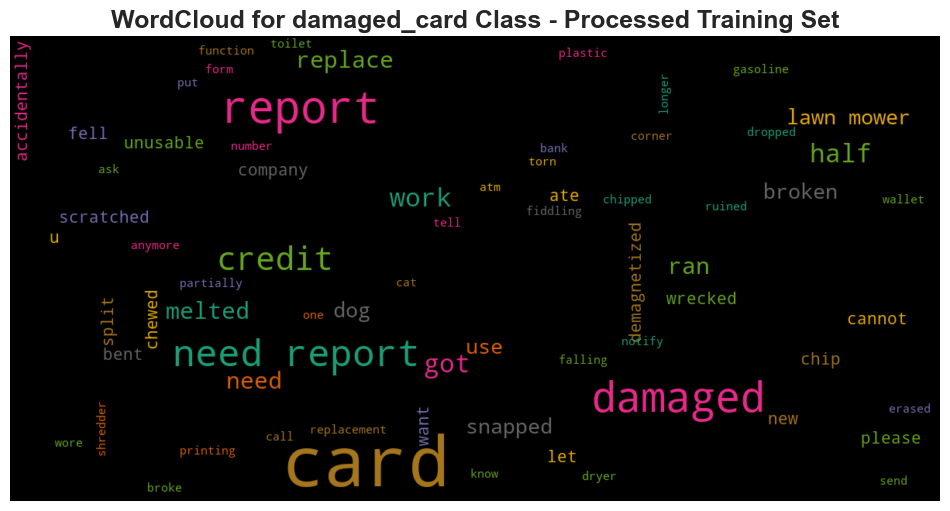 WordCloud for damaged_card Class - Processed Training Set
accidentally
function
toilet
replace
plastic
form
put
gasoline
longer
report
lawn mower
fell
unusable
number
corner
dropped
bank
half
torn
ask
company
atm
ate
work
chipped
broken
wallet
fiddling
ruined
scratched
tell
u
anymore
credit
demagnetized
ran
partially
cat
wrecked
split
chewed
melted
one
dog
cannot
bent
need report
got
use
notify
falling
chip
need
damaged
erased
wore
shredder
printing
call
replacement
want
snapped
new
please
card
let
know
dryer
broke
send